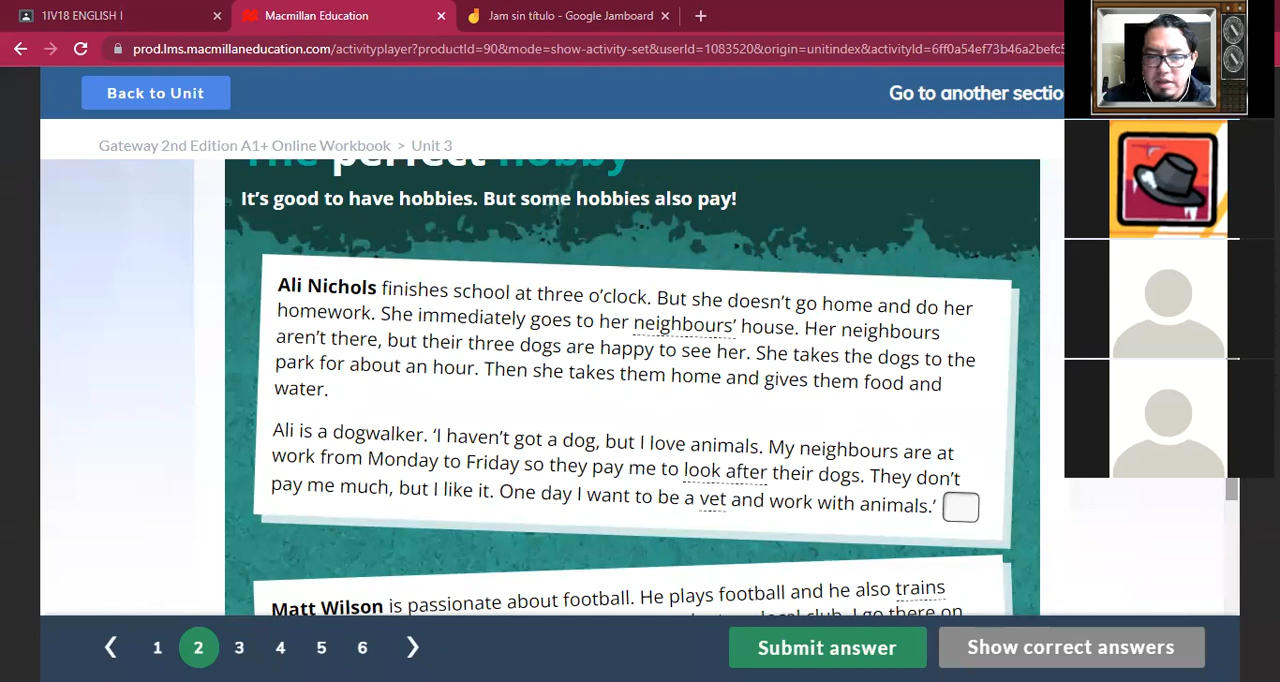 1IV18 ENGLISH I
Macmillan Education
Jam sin título - Google Jamboard
prod.lms.macmillaneducation.com/activityplayer?productId=90&mode=show-activity-set&userId=1083520&origin=unitindex&activityId=6ff0a54ef73b46a2befc5
Back to Unit
Go to another sectio
Gateway 2nd Edition A1+ Online Workbook > Unit 3
The perfect hobby
It's good to have hobbies. But some hobbies also pay!
Ali Nichols finishes school at three o'clock. But she doesn't go home and do her
homework. She immediately goes to her neighbours' house. Her neighbours
aren't there, but their three dogs are happy to see her. She takes the dogs to the
park for about an hour. Then she takes them home and gives them food and
water.
Ali is a dogwalker. 'I haven't got a dog, but I love animals. My neighbours are at
work from Monday to Friday so they pay me to look after their dogs. They don't
pay me much, but I like it. One day I want to be a vet and work with animals.'
Matt Wilson is passionate about football. He plays football and he also trains
local club. I go there on
1 2 3 4 5 6
Submit answer
Show correct answers